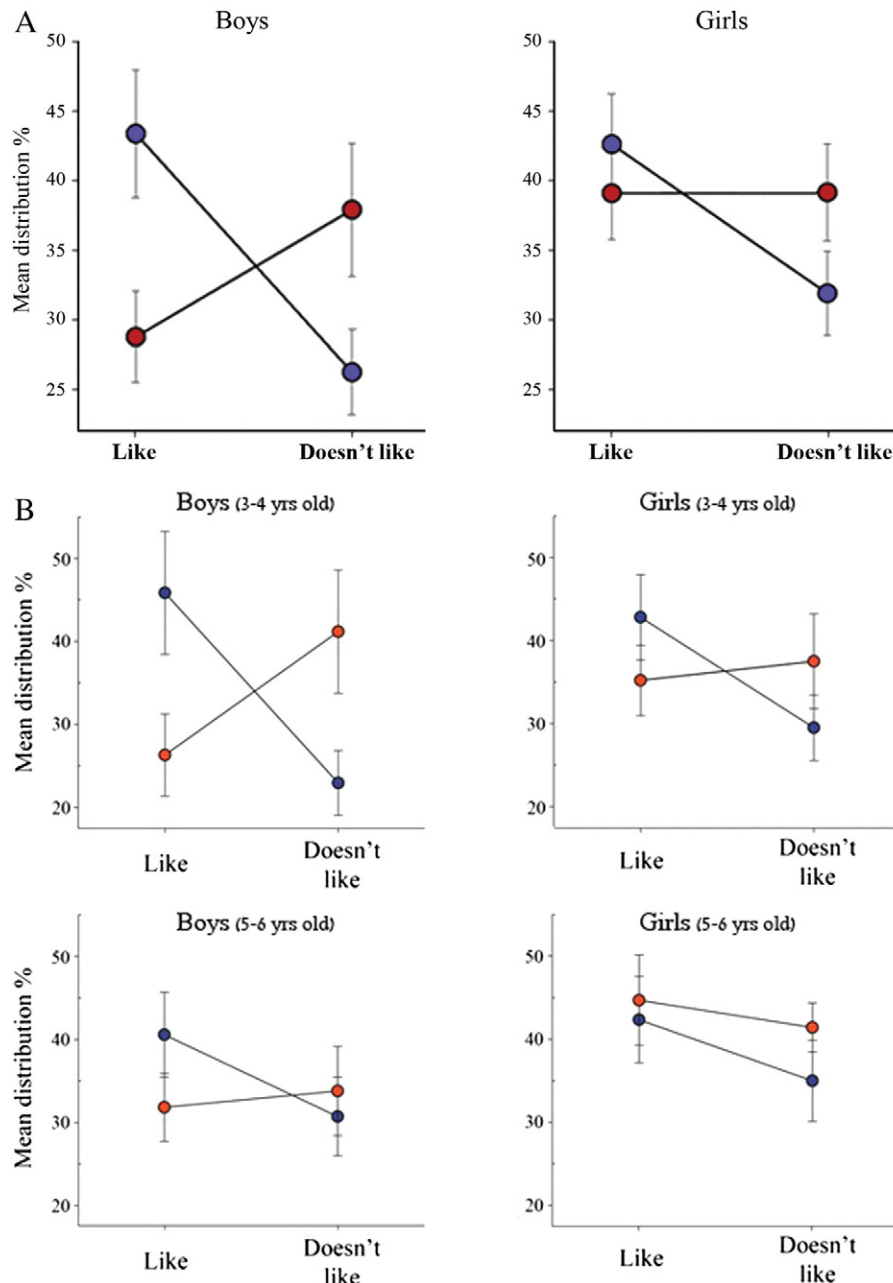 A
Boys
Girls
Mean distribution %
50
45
40
35
30
25
Like
Doesn't like
50
45
40
35
30
25
Like
Doesn't like
B
Boys (3-4 yrs old)
Girls (3-4 yrs old)
Mean distribution %
50
40
30
20
Like
Doesn't
like
50
40
30
20
Like
Doesn't
like
Boys (5-6 yrs old)
Girls (5-6 yrs old)
Mean distribution %
50
40
30
20
Like
Doesn't
like
50
40
30
20
Like
Doesn't
like